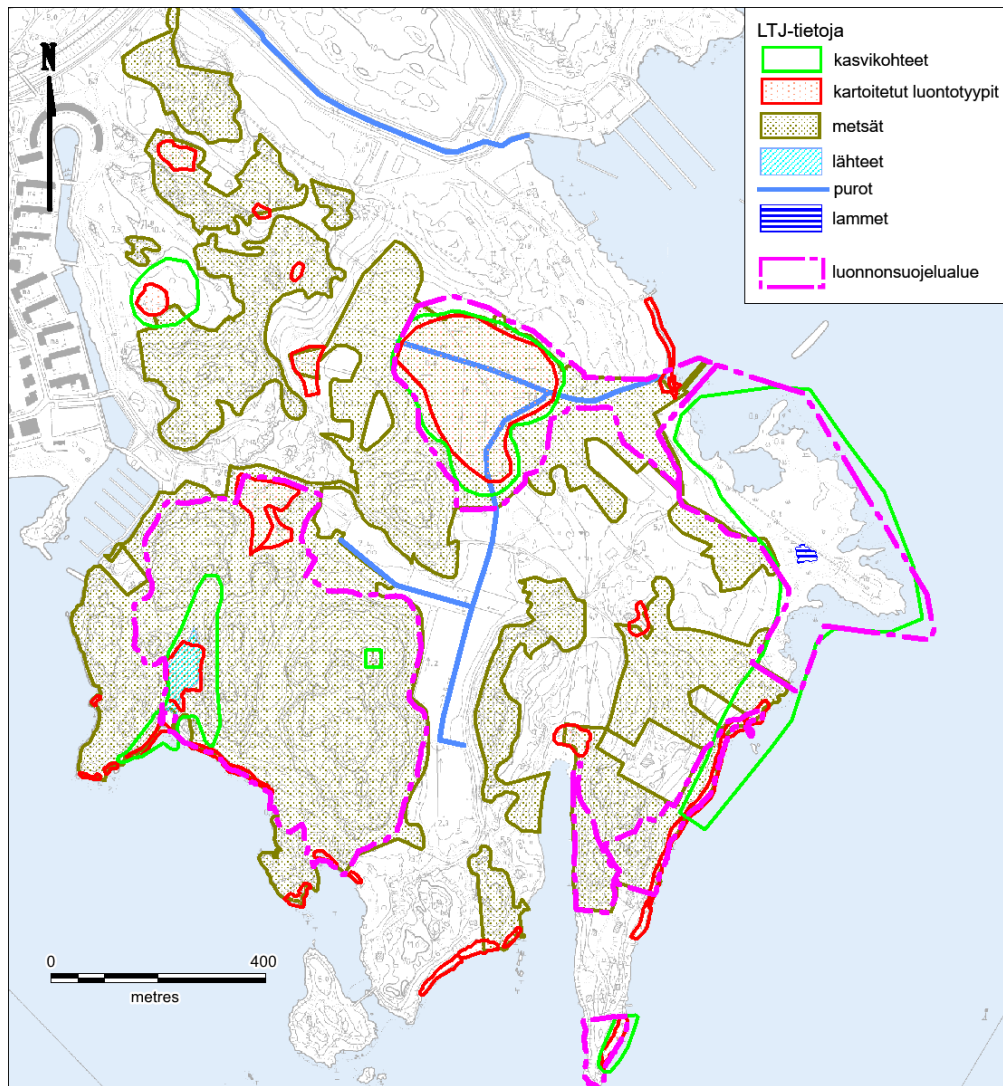 N
LTJ-tietoja
kasvikohteet
kartoitetut luontotyypit
metsät
lähteet
purot
lammet
luonnonsuojelualue
0 400
metres